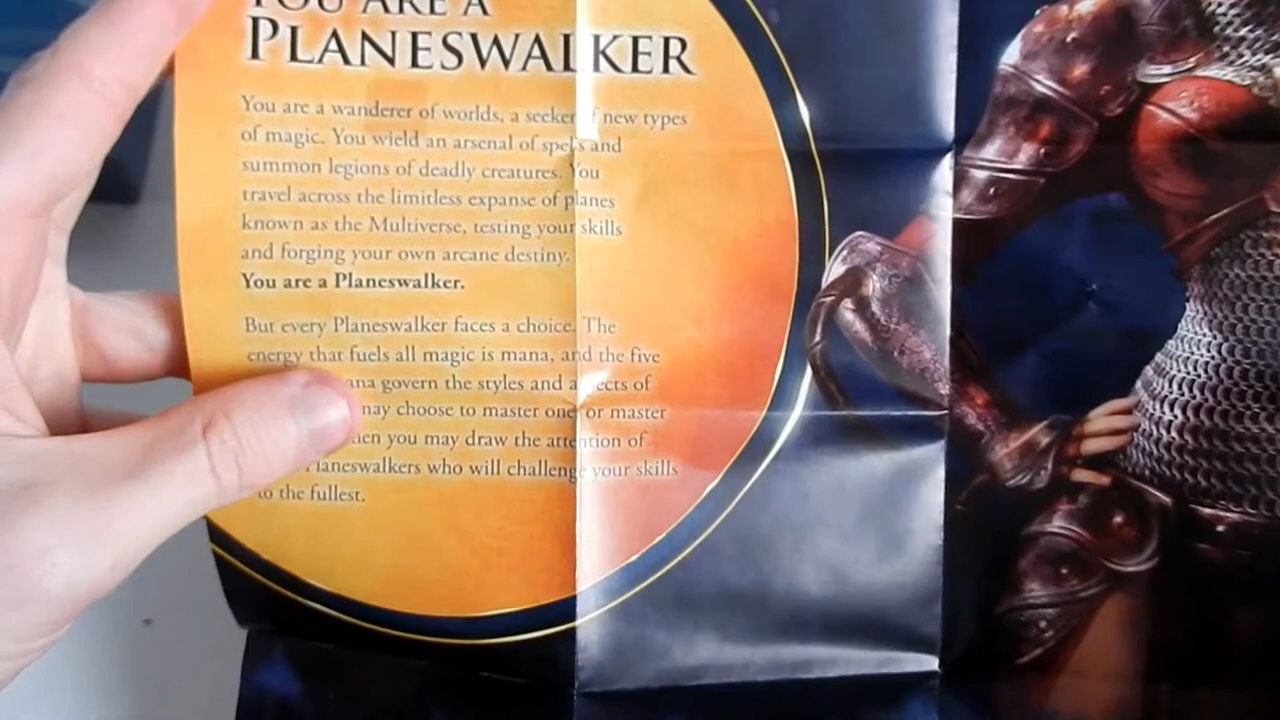 YOU ARE A
PLANESWALKER
You are a wanderer of worlds, a seeker new types
of magic. You wield an arsenal of spells and
summon legions of deadly creatures. You
travel across the limitless expanse of planes
known as the Multiverse, testing your skills
and forging your own arcane destiny.
You are a Planeswalker.
But every Planeswalker faces a choice. The
energy that fuels all magic is mana, and the five
govern the styles and of
may choose to master one or master
you may draw the attention of
Planeswalkers who will challenge your skills
to the fullest.